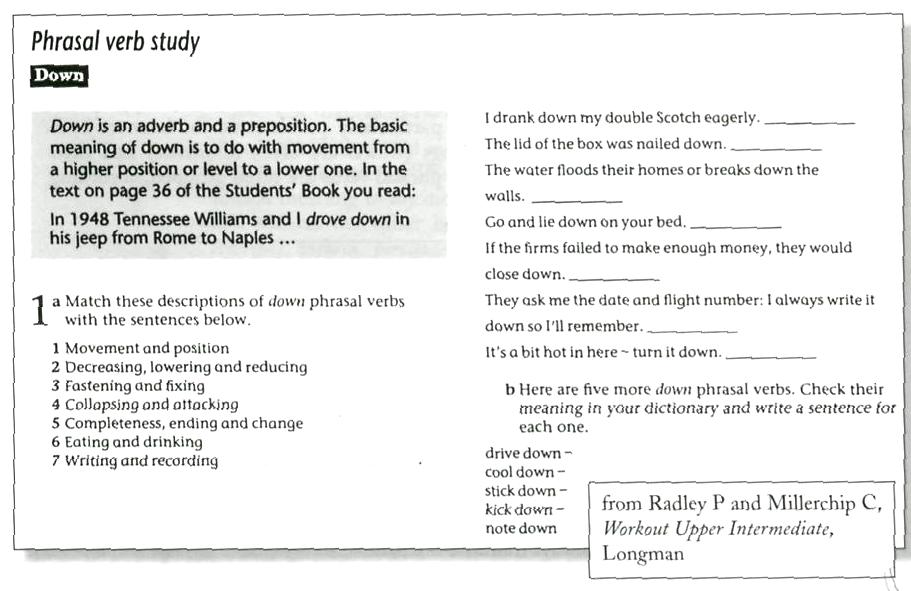 Phrasal verb study
Down
Down is an adverb and a preposition. The basic
meaning of down is to do with movement from
a higher position or level to a lower one. In the
text on page 36 of the Students' Book you read:
In 1948 Tennessee Williams and I drove down in
his jeep from Rome to Naples ...
1 a Match these descriptions of down phrasal verbs
with the sentences below.
1 Movement and position
2 Decreasing, lowering and reducing
3 Fastening and fixing
4 Collapsing and attacking
5 Completeness, ending and change
6 Eating and drinking
7 Writing and recording
I drank down my double Scotch eagerly. __________
The lid of the box was nailed down. __________
The water floods their homes or breaks down the
walls. __________
Go and lie down on your bed. __________
If the firms failed to make enough money, they would
close down. __________
They ask me the date and flight number: I always write it
down so I'll remember. __________
It's a bit hot in here ~ turn it down. __________
b Here are five more down phrasal verbs. Check their
meaning in your dictionary and write a sentence for
each one.
drive down –
cool down –
stick down –
kick down –
note down
from Radley P and Millerchip C,
Workout Upper Intermediate,
Longman